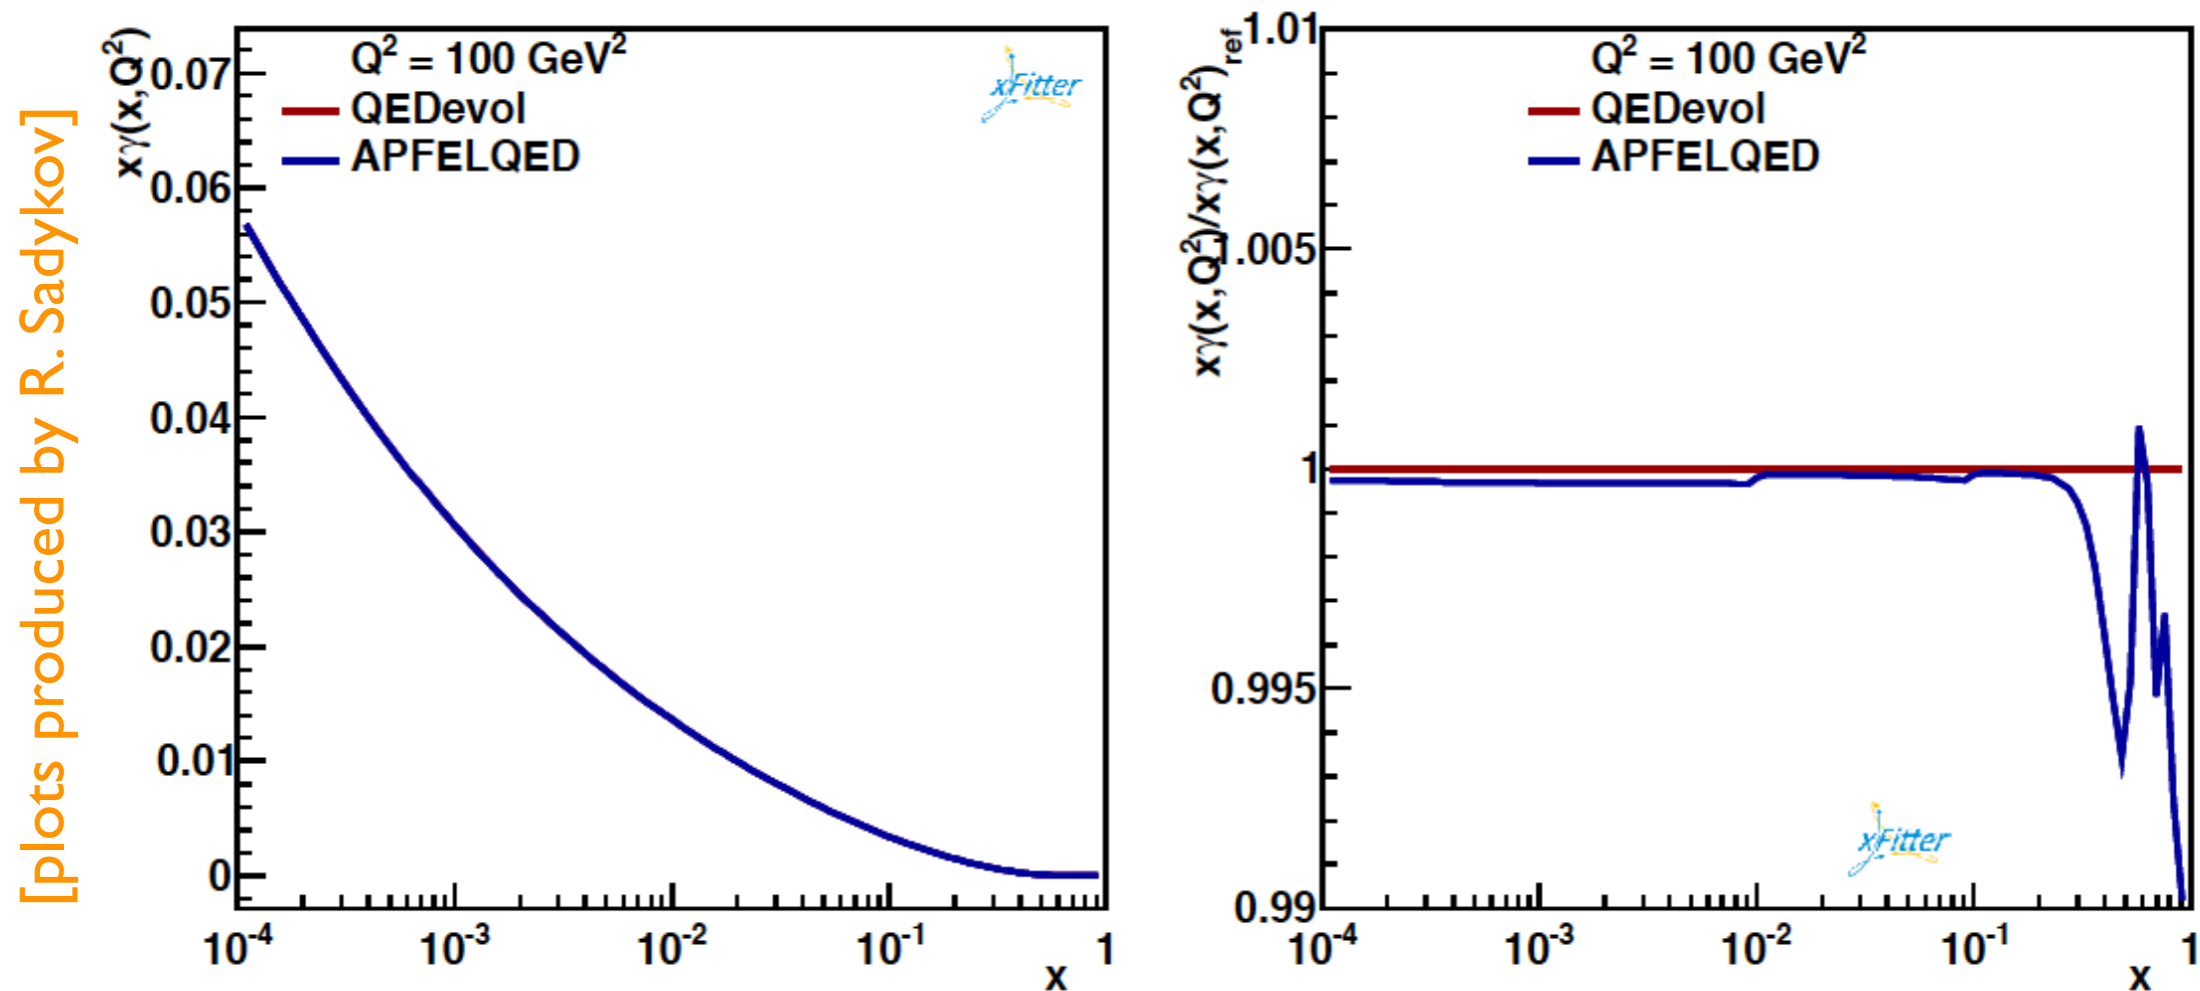 [plots produced by R. Sadykov]
xγ(x,Q²)
Q² = 100 GeV²
QEDevol
APFELQED
xFitter
0.07
0.06
0.05
0.04
0.03
0.02
0.01
0
10⁻⁴ 10⁻³ 10⁻² 10⁻¹ 1
x
xγ(x,Q²)/xγ(x,Q²)ref
Q² = 100 GeV²
QEDevol
APFELQED
1.01
1.005
1
0.995
0.99
xFitter
10⁻⁴ 10⁻³ 10⁻² 10⁻¹ 1
x